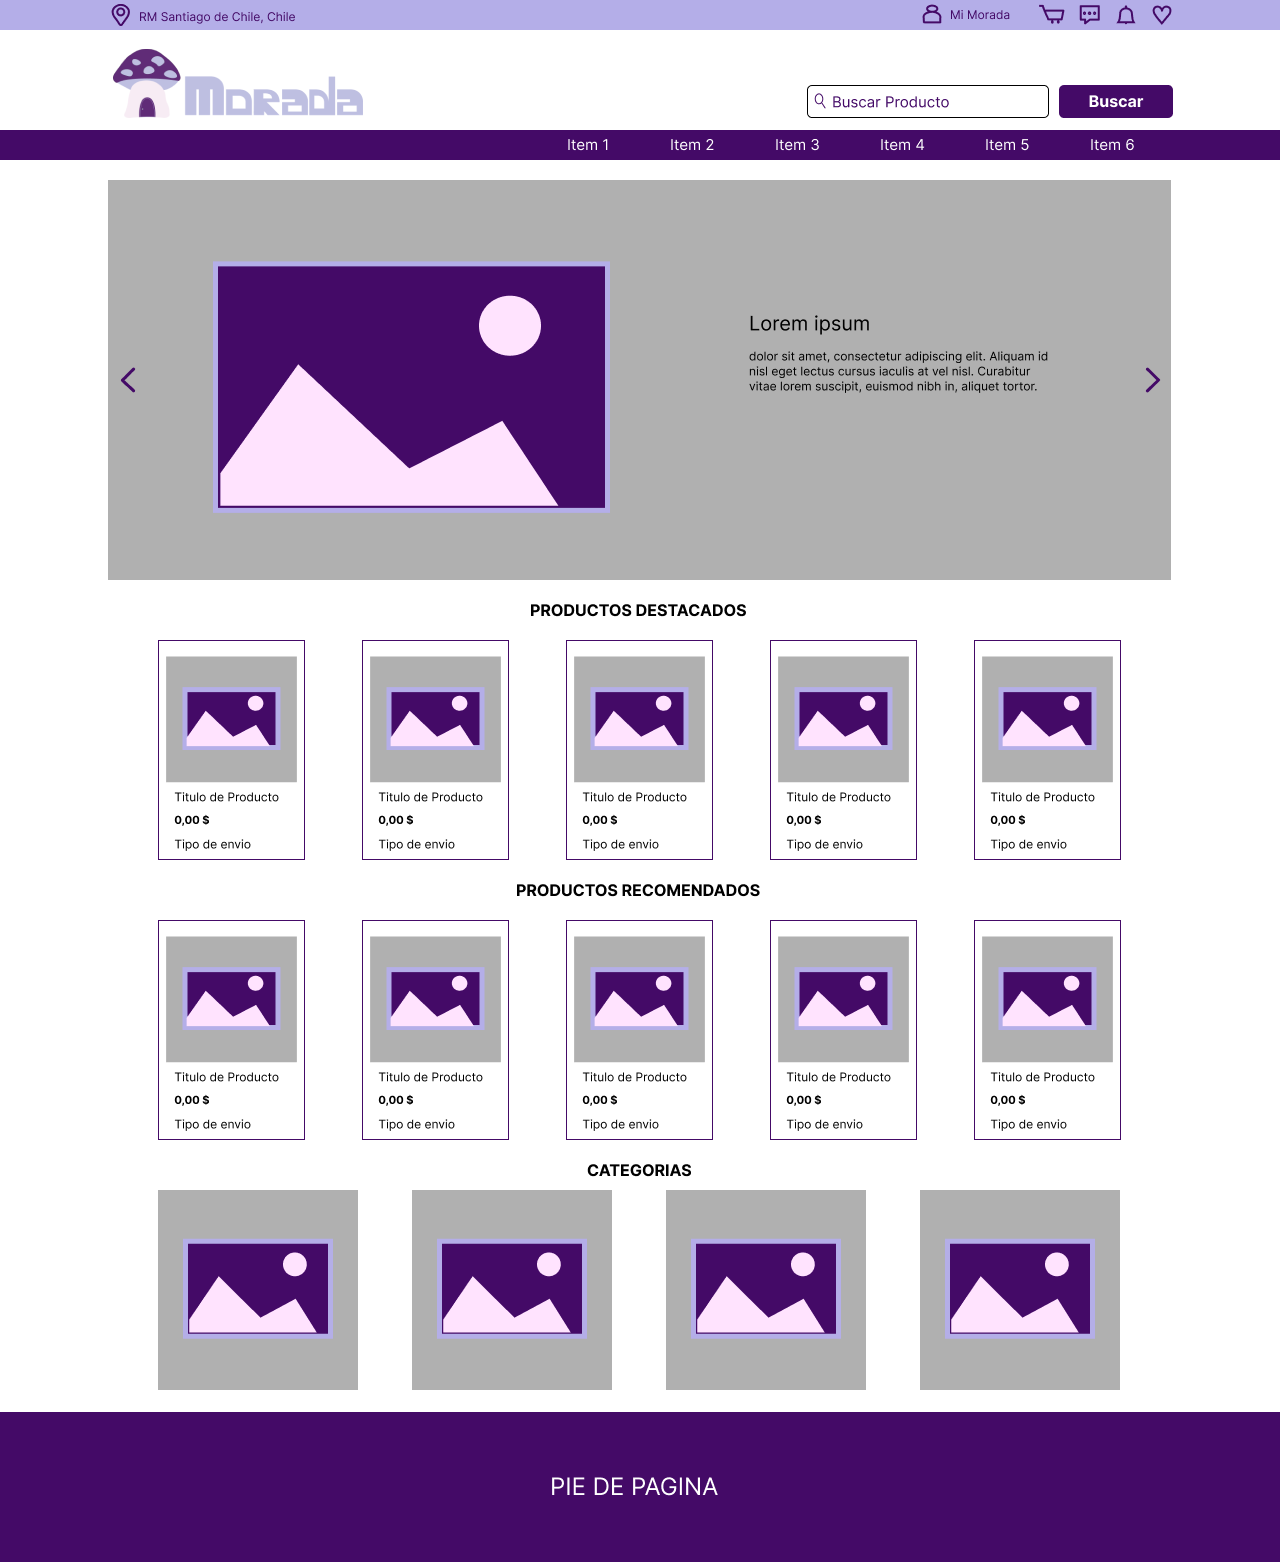 RM Santiago de Chile, Chile
Mi Morada
Morada
Buscar Producto
Buscar
Item 1 Item 2 Item 3 Item 4 Item 5 Item 6
Lorem ipsum
dolor sit amet, consectetur adipiscing elit. Aliquam id
nisl eget lectus cursus iaculis at vel nisl. Curabitur
vitae lorem suscipit, euismod nibh in, aliquet tortor.
PRODUCTOS DESTACADOS
Titulo de Producto Titulo de Producto Titulo de Producto Titulo de Producto Titulo de Producto
0,00 $ 0,00 $ 0,00 $ 0,00 $ 0,00 $
Tipo de envio Tipo de envio Tipo de envio Tipo de envio Tipo de envio
PRODUCTOS RECOMENDADOS
Titulo de Producto Titulo de Producto Titulo de Producto Titulo de Producto Titulo de Producto
0,00 $ 0,00 $ 0,00 $ 0,00 $ 0,00 $
Tipo de envio Tipo de envio Tipo de envio Tipo de envio Tipo de envio
CATEGORIAS
PIE DE PAGINA